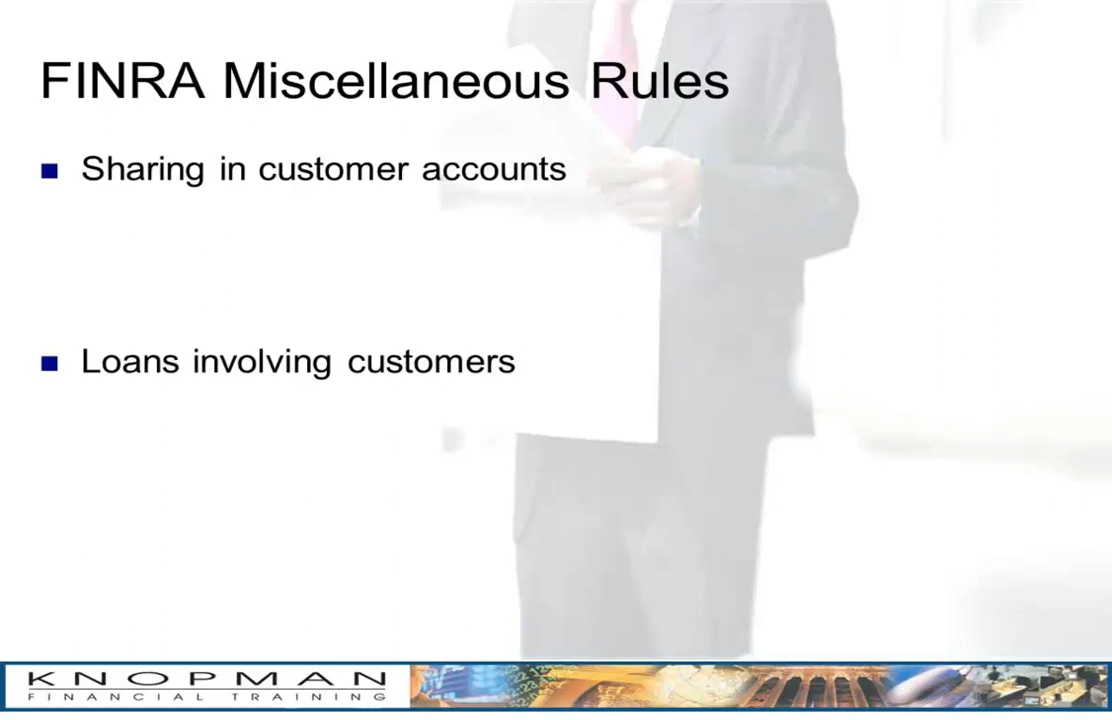 FINRA Miscellaneous Rules
Sharing in customer accounts
Loans involving customers
KNOPMAN
FINANCIAL TRAINING